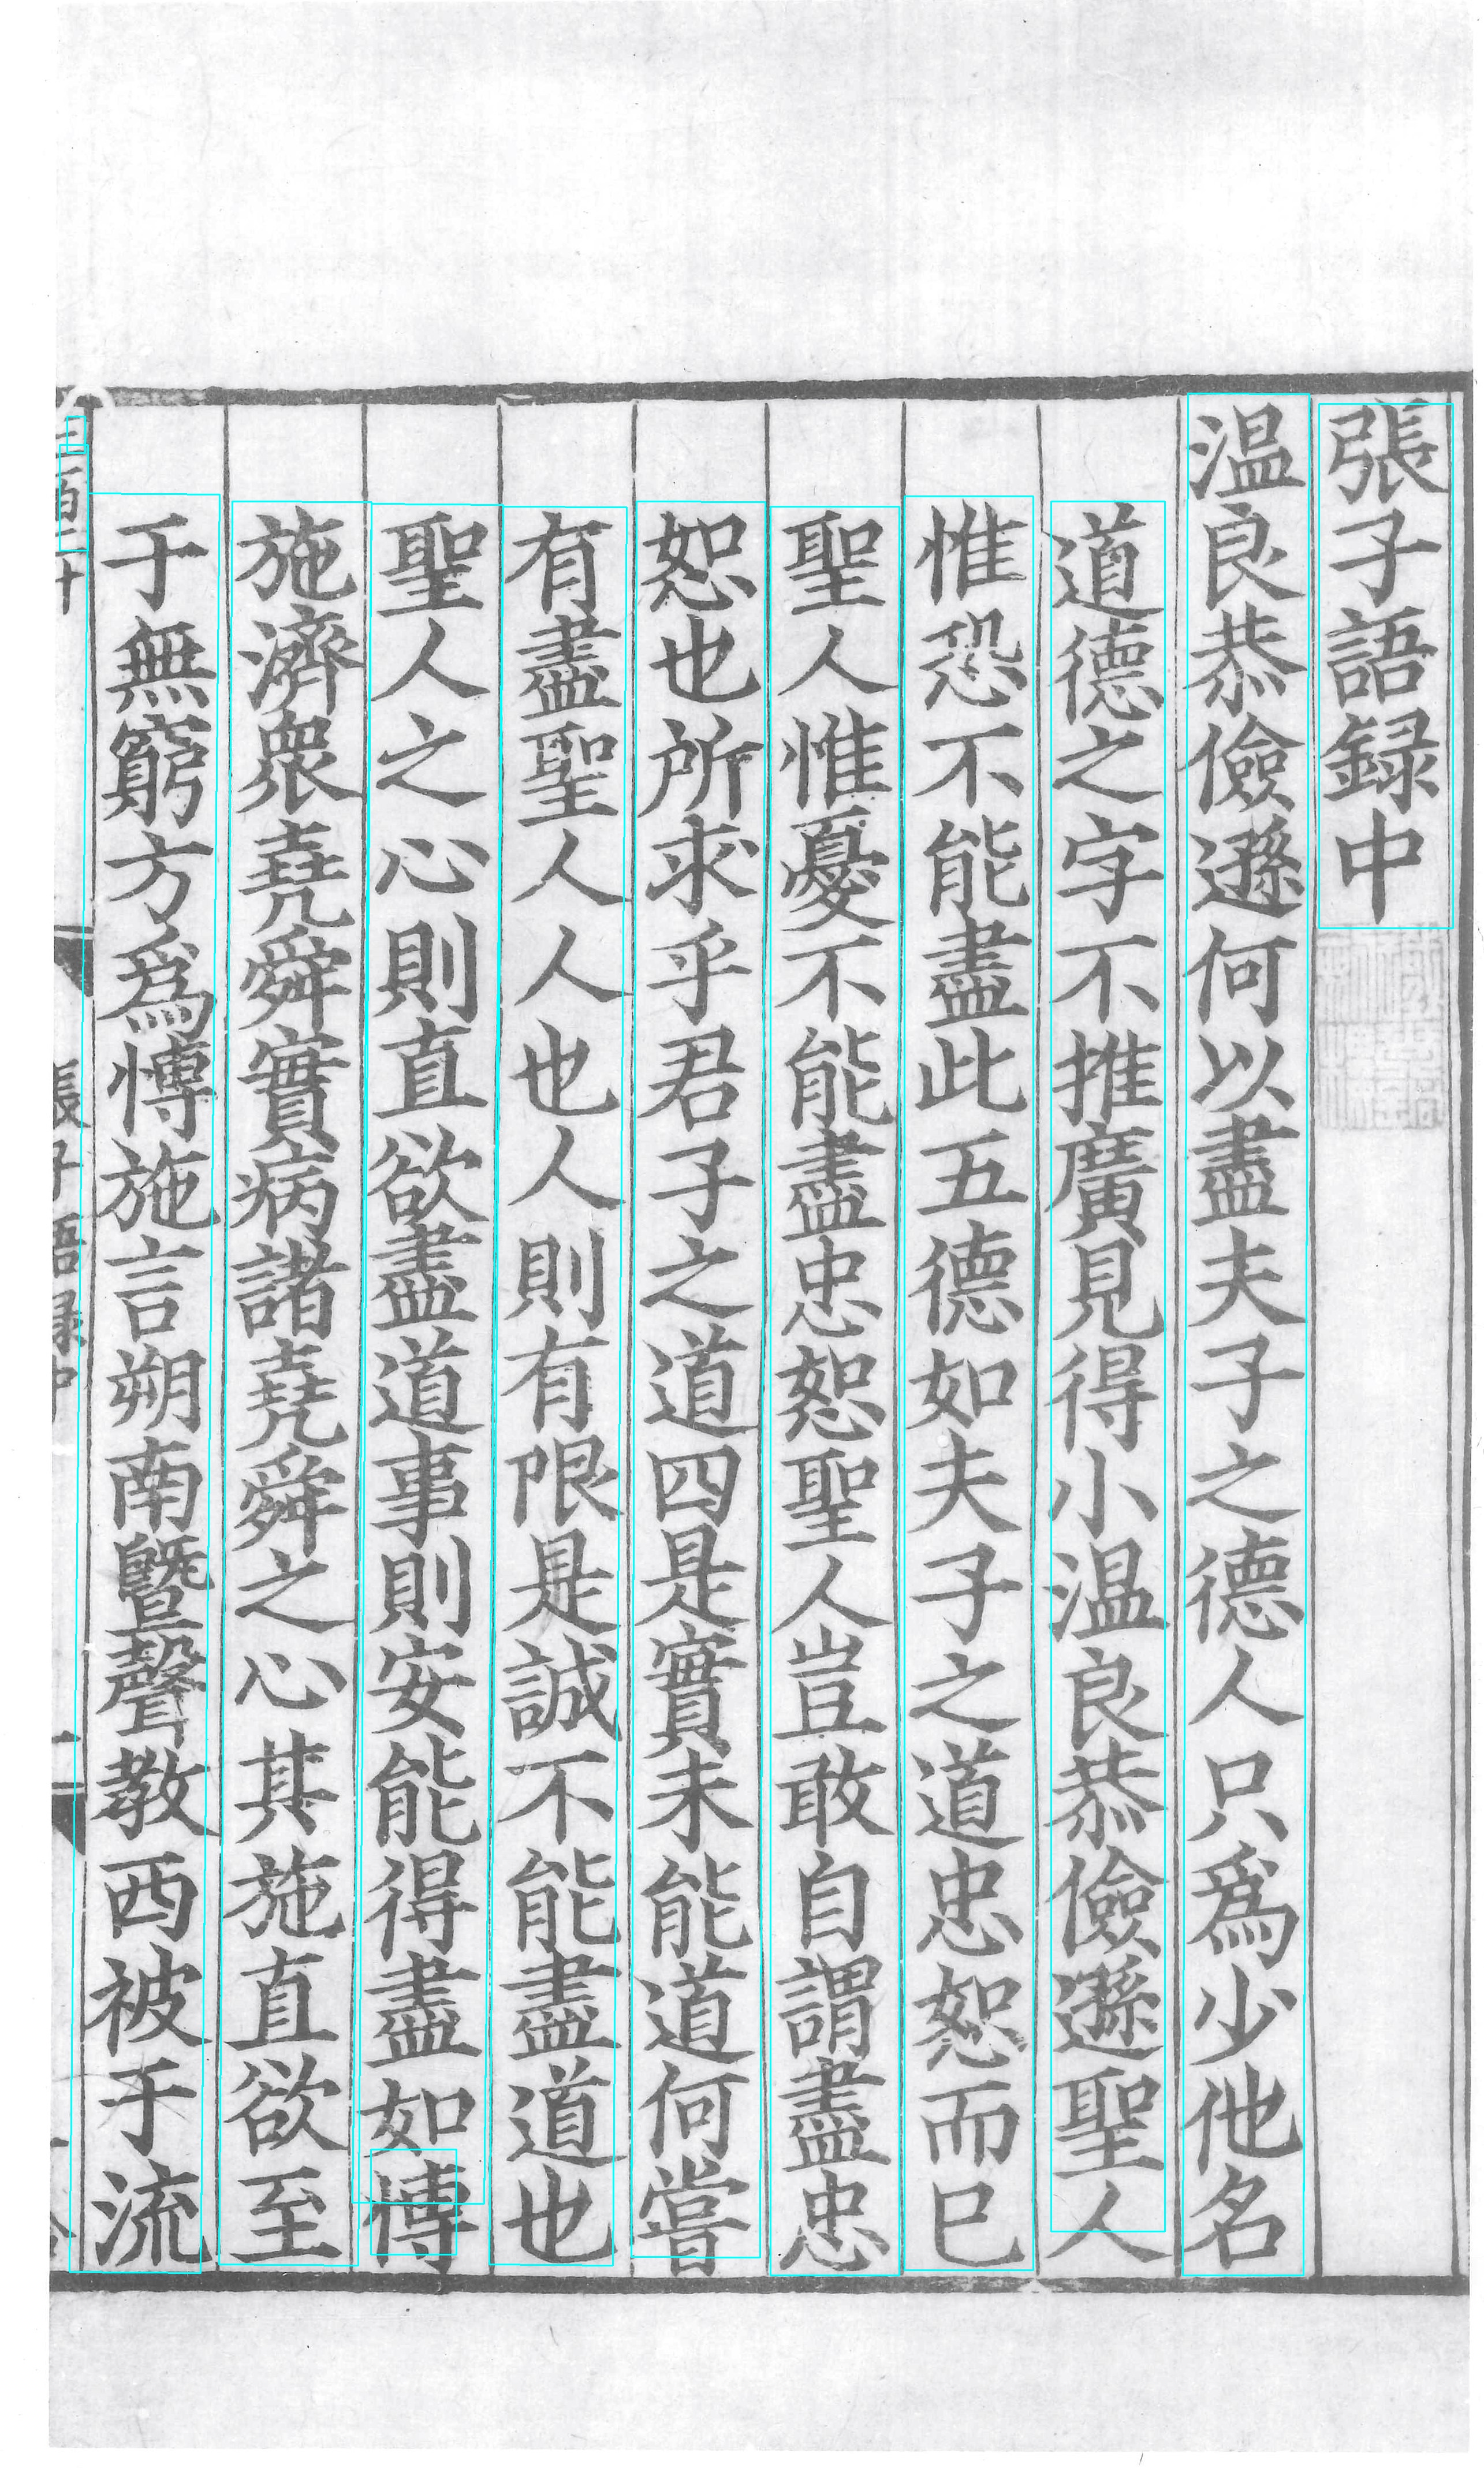 張子語録中
温良恭儉遜何以盡夫子之德人只爲少他名
道德之字不推廣見得小温良恭儉遜聖人
惟恐不能盡此五德如夫子之道忠恕而已
聖人惟憂不能盡忠恕聖人豈敢自謂盡忠
恕也所求乎君子之道四是實未能道何嘗
有盡聖人人也人則有限是誠不能盡道也
聖人之心則直欲盡道事則安能得盡如愽
施濟衆堯舜實病諸堯舜之心其施直欲至
于無窮方爲愽施言朔南曁聲教西被于流
張子語録中